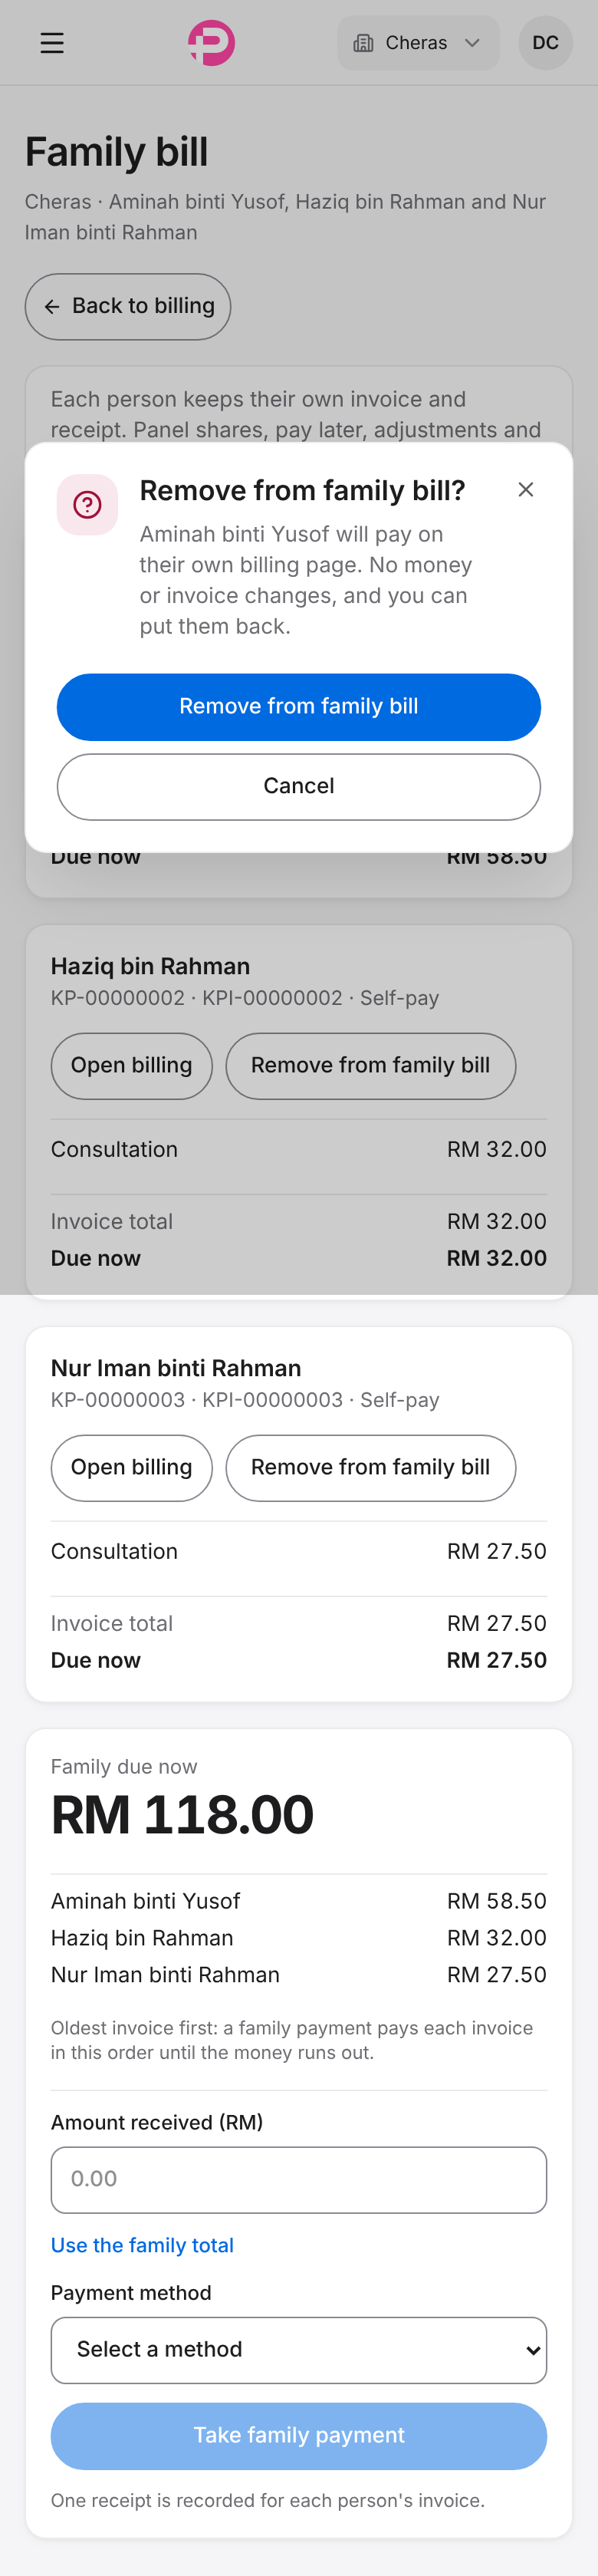 Cheras
DC
Family bill
Cheras · Aminah binti Yusof, Haziq bin Rahman and Nur
Iman binti Rahman
← Back to billing
Each person keeps their own invoice and
receipt. Panel shares, pay later, adjustments and
Remove from family bill?
Aminah binti Yusof will pay on
their own billing page. No money
or invoice changes, and you can
put them back.
Remove from family bill
Cancel
Due now RM 58.50
Haziq bin Rahman
KP-00000002 · KPI-00000002 · Self-pay
Open billing Remove from family bill
Consultation RM 32.00
Invoice total RM 32.00
Due now RM 32.00
Nur Iman binti Rahman
KP-00000003 · KPI-00000003 · Self-pay
Open billing Remove from family bill
Consultation RM 27.50
Invoice total RM 27.50
Due now RM 27.50
Family due now
RM 118.00
Aminah binti Yusof RM 58.50
Haziq bin Rahman RM 32.00
Nur Iman binti Rahman RM 27.50
Oldest invoice first: a family payment pays each invoice
in this order until the money runs out.
Amount received (RM)
0.00
Use the family total
Payment method
Select a method
Take family payment
One receipt is recorded for each person's invoice.